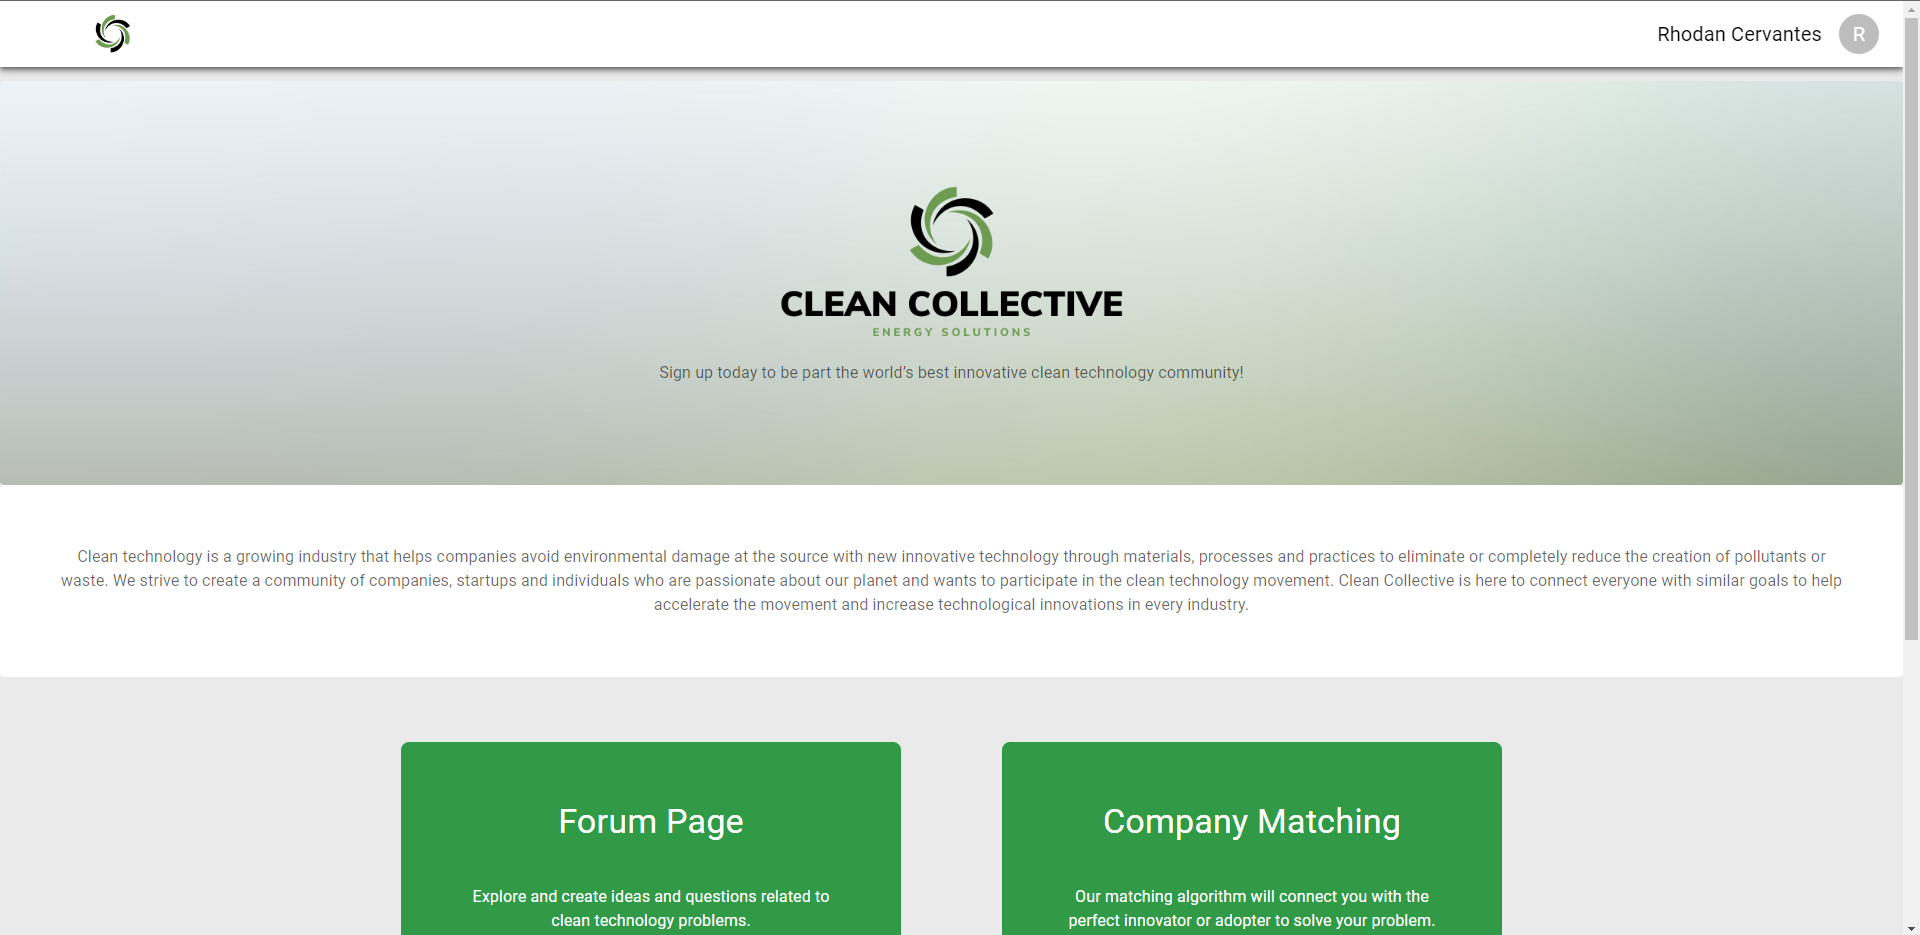 Rhodan Cervantes
R
CLEAN COLLECTIVE
ENERGY SOLUTIONS
Sign up today to be part the world’s best innovative clean technology community!
Clean technology is a growing industry that helps companies avoid environmental damage at the source with new innovative technology through materials, processes and practices to eliminate or completely reduce the creation of pollutants or
waste. We strive to create a community of companies, startups and individuals who are passionate about our planet and wants to participate in the clean technology movement. Clean Collective is here to connect everyone with similar goals to help
accelerate the movement and increase technological innovations in every industry.
Forum Page
Explore and create ideas and questions related to
clean technology problems.
Company Matching
Our matching algorithm will connect you with the
perfect innovator or adopter to solve your problem.